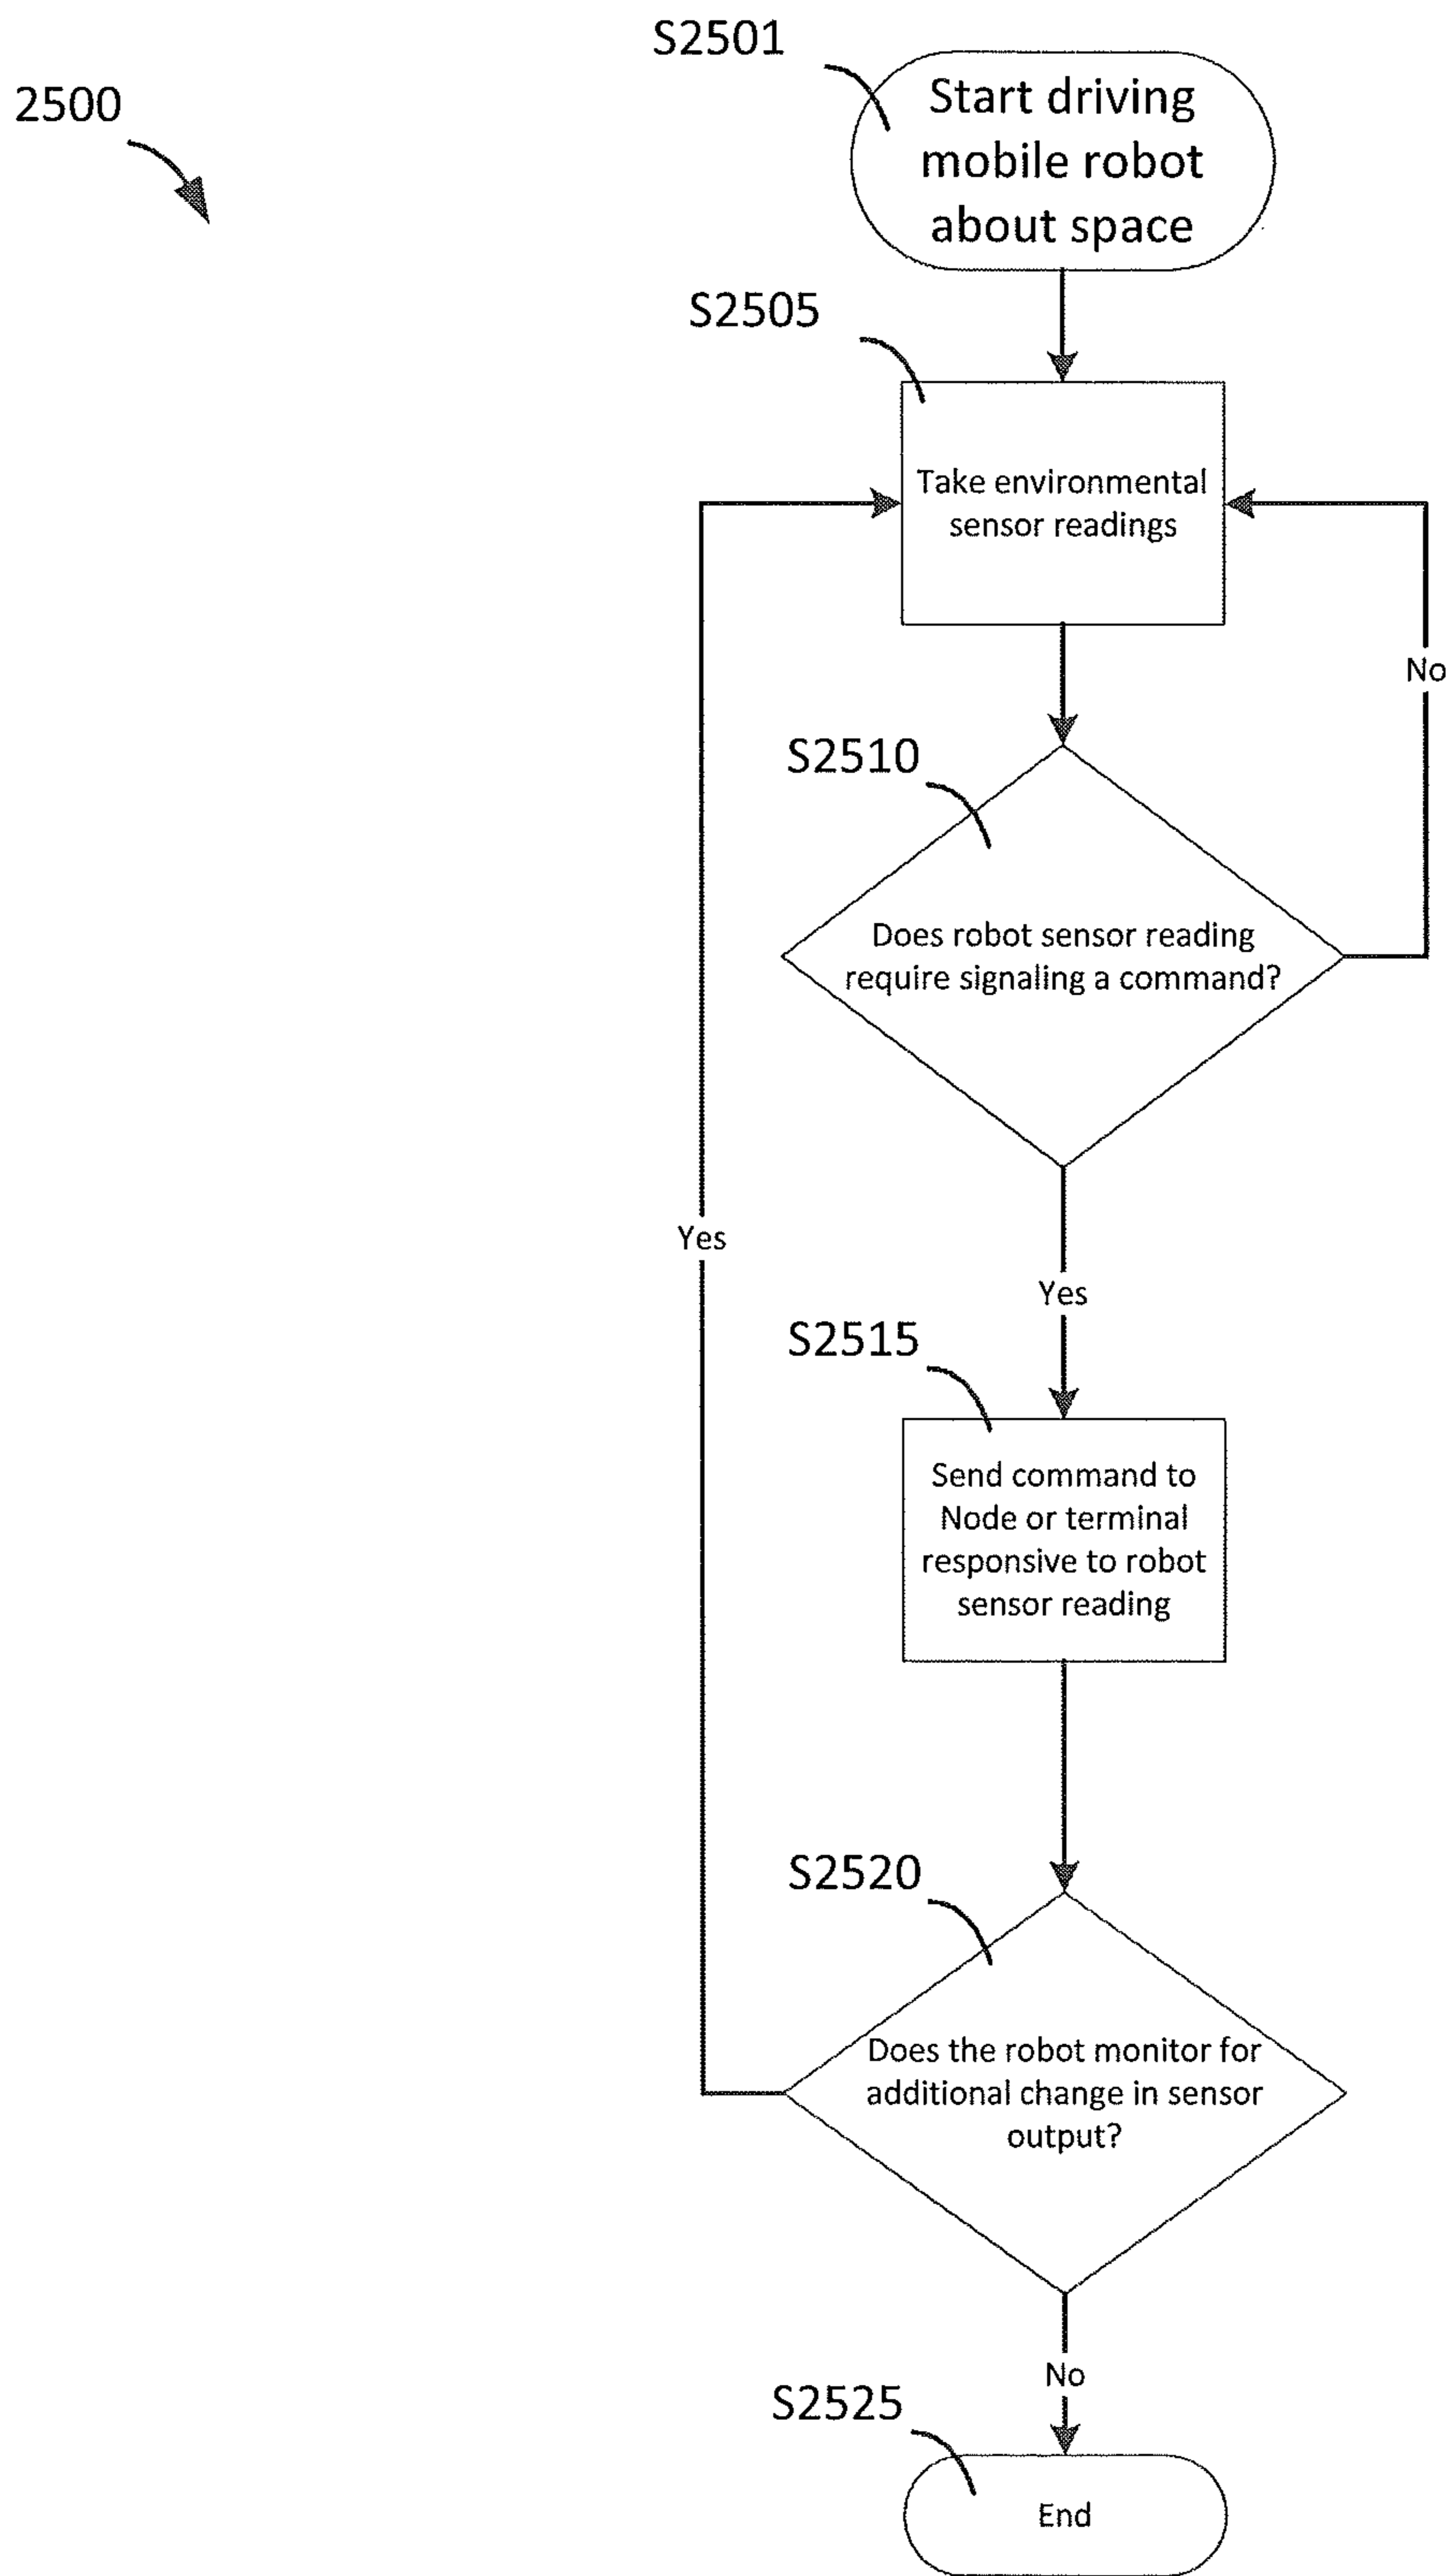 S2501
2500
Start driving
mobile robot
about space
S2505
Take environmental
sensor readings
No
S2510
Does robot sensor reading
require signaling a command?
Yes
Yes
S2515
Send command to
Node or terminal
responsive to robot
sensor reading
S2520
Does the robot monitor for
additional change in sensor
output?
No
S2525
End